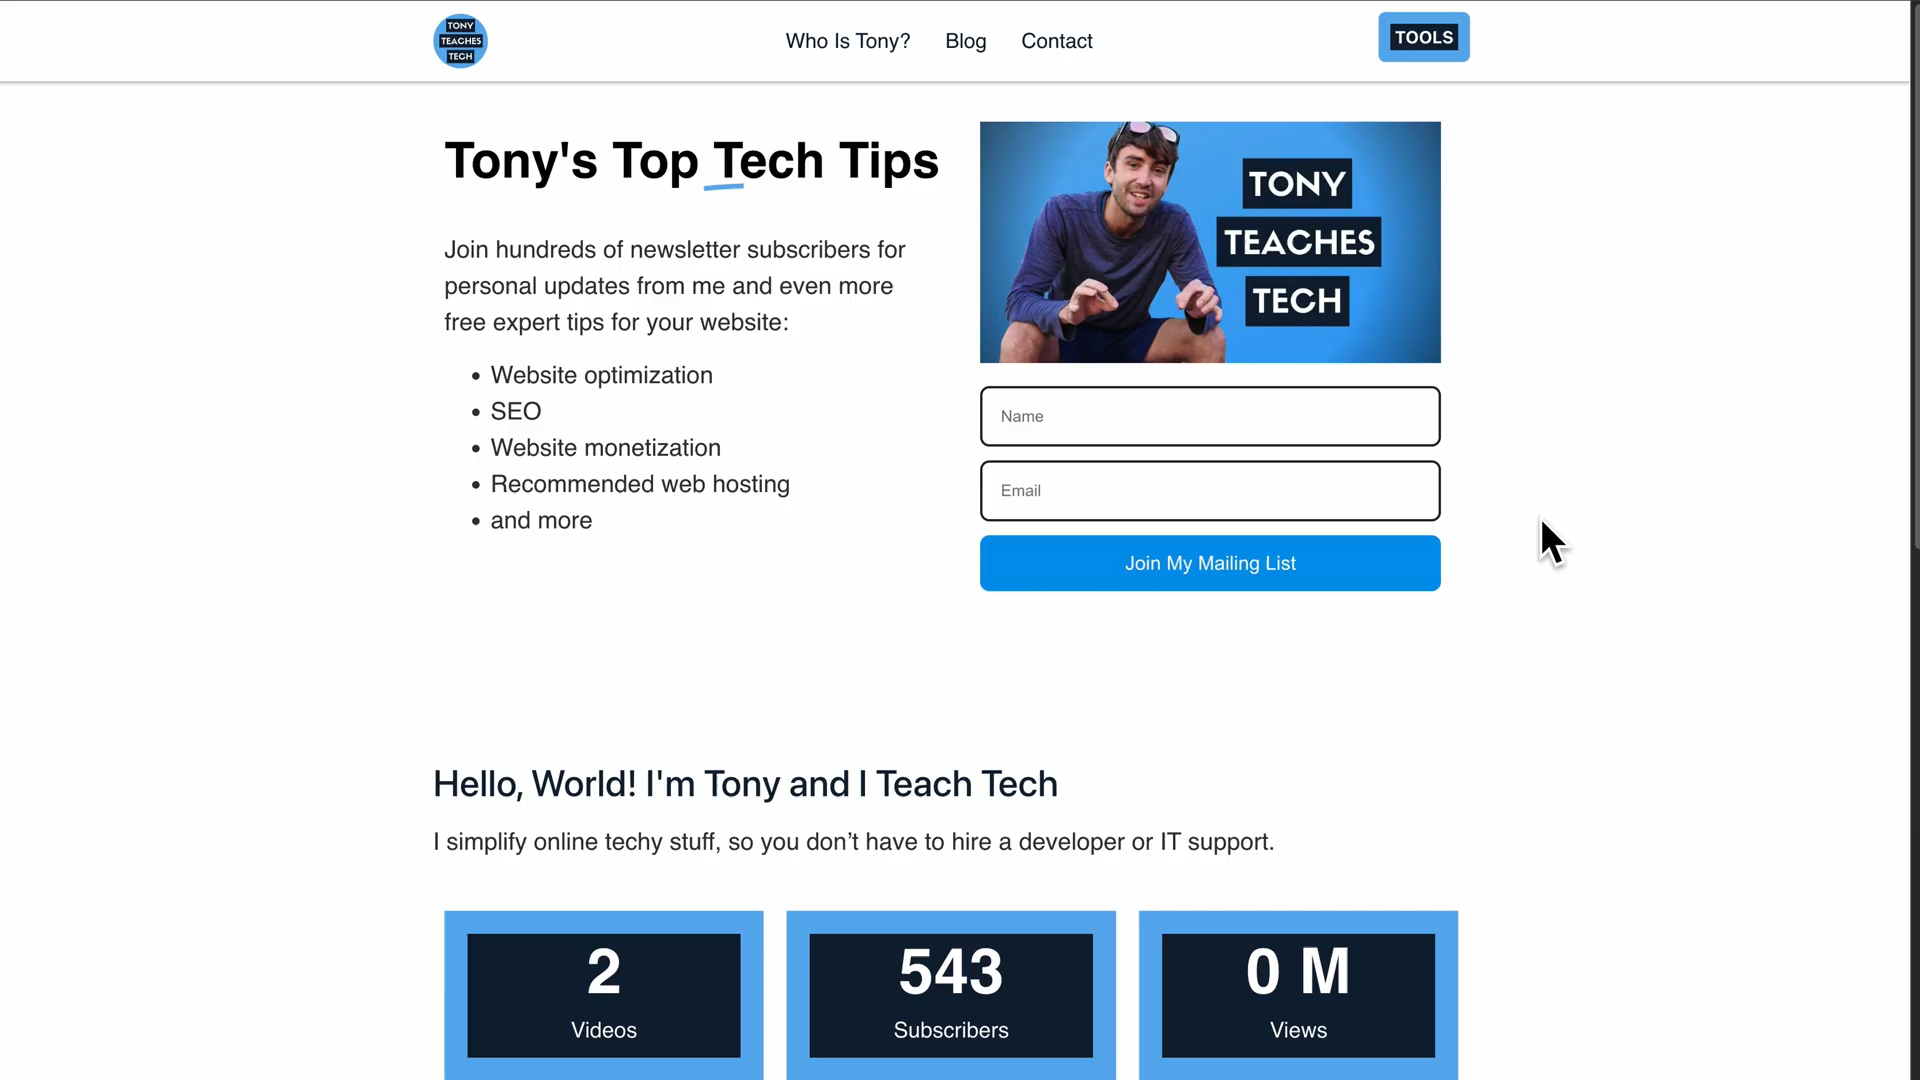 TONY
TEACHES
TECH
Who Is Tony?
Blog
Contact
TOOLS
Tony's Top Tech Tips
Join hundreds of newsletter subscribers for
personal updates from me and even more
free expert tips for your website:
Website optimization
SEO
Website monetization
Recommended web hosting
and more
TONY
TEACHES
TECH
Name
Email
Join My Mailing List
Hello, World! I'm Tony and I Teach Tech
I simplify online techy stuff, so you don’t have to hire a developer or IT support.
2
Videos
543
Subscribers
0 M
Views